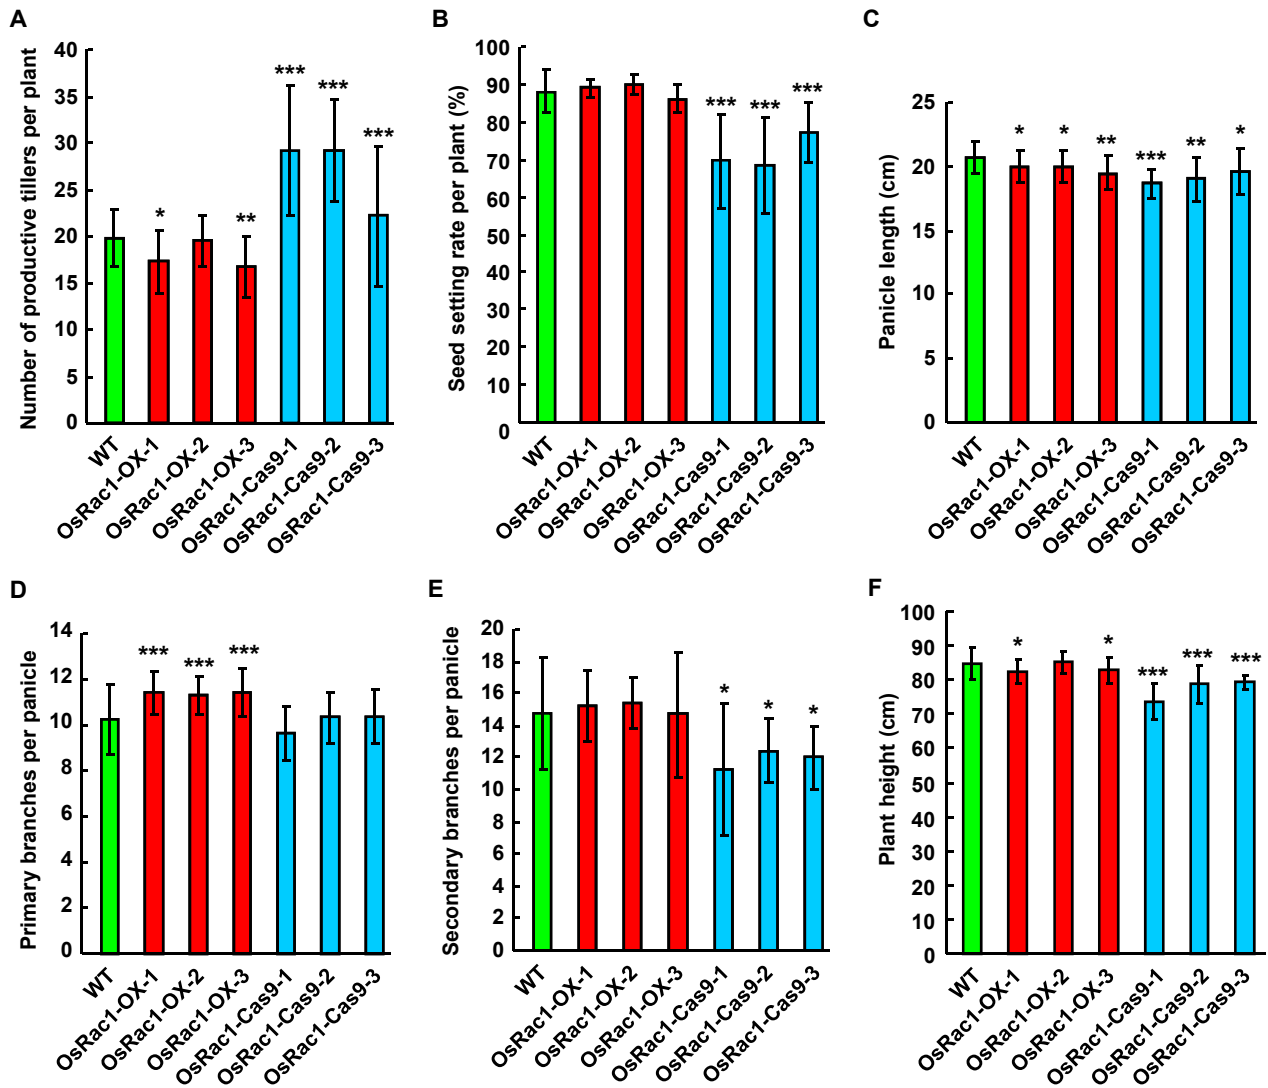 A
Number of productive tillers per plant
40
35
30
25
20
15
10
5
0
*
**
***
***
***
WT
OsRac1-OX-1
OsRac1-OX-2
OsRac1-OX-3
OsRac1-Cas9-1
OsRac1-Cas9-2
OsRac1-Cas9-3
B
Seed setting rate per plant (%)
100
90
80
70
60
50
40
30
20
10
0
***
***
***
WT
OsRac1-OX-1
OsRac1-OX-2
OsRac1-OX-3
OsRac1-Cas9-1
OsRac1-Cas9-2
OsRac1-Cas9-3
C
Panicle length (cm)
25
20
15
10
5
0
*
*
**
***
**
*
WT
OsRac1-OX-1
OsRac1-OX-2
OsRac1-OX-3
OsRac1-Cas9-1
OsRac1-Cas9-2
OsRac1-Cas9-3
D
Primary branches per panicle
14
12
10
8
6
4
2
0
***
***
***
WT
OsRac1-OX-1
OsRac1-OX-2
OsRac1-OX-3
OsRac1-Cas9-1
OsRac1-Cas9-2
OsRac1-Cas9-3
E
Secondary branches per panicle
20
18
16
14
12
10
8
6
4
2
0
*
*
*
WT
OsRac1-OX-1
OsRac1-OX-2
OsRac1-OX-3
OsRac1-Cas9-1
OsRac1-Cas9-2
OsRac1-Cas9-3
F
Plant height (cm)
100
90
80
70
60
50
40
30
20
10
0
*
*
***
***
***
WT
OsRac1-OX-1
OsRac1-OX-2
OsRac1-OX-3
OsRac1-Cas9-1
OsRac1-Cas9-2
OsRac1-Cas9-3